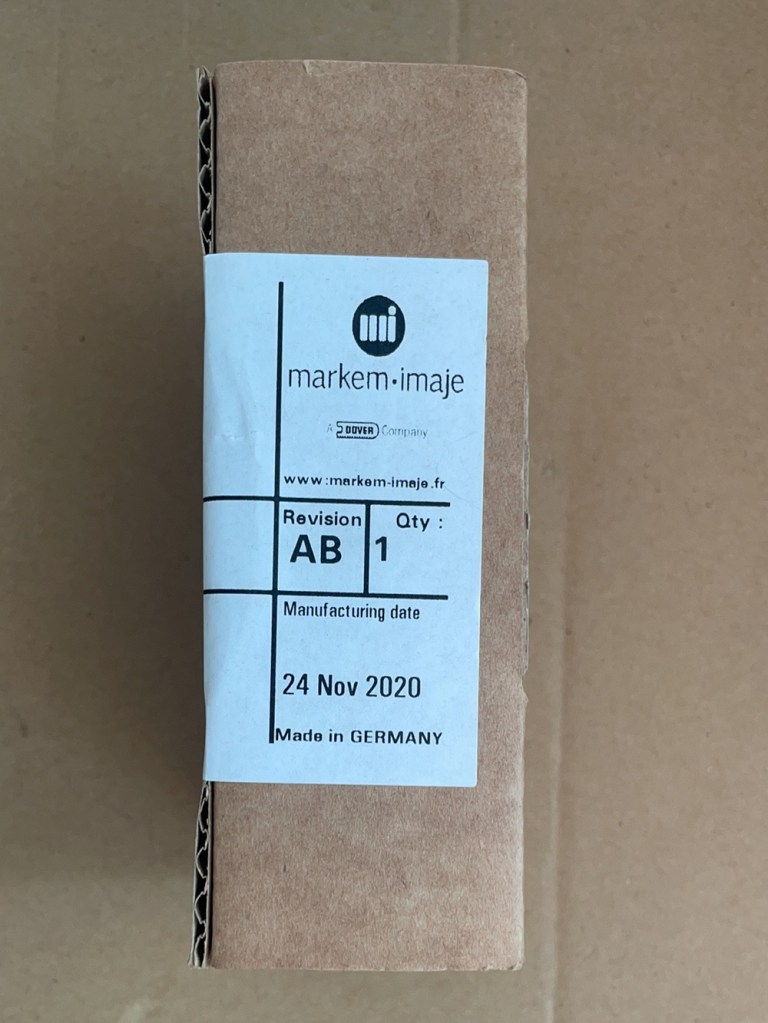 mi
markem·imaje
A DOVER Company
www.markem-imaje.fr
Revision
AB
Qty :
1
Manufacturing date
24 Nov 2020
Made in GERMANY